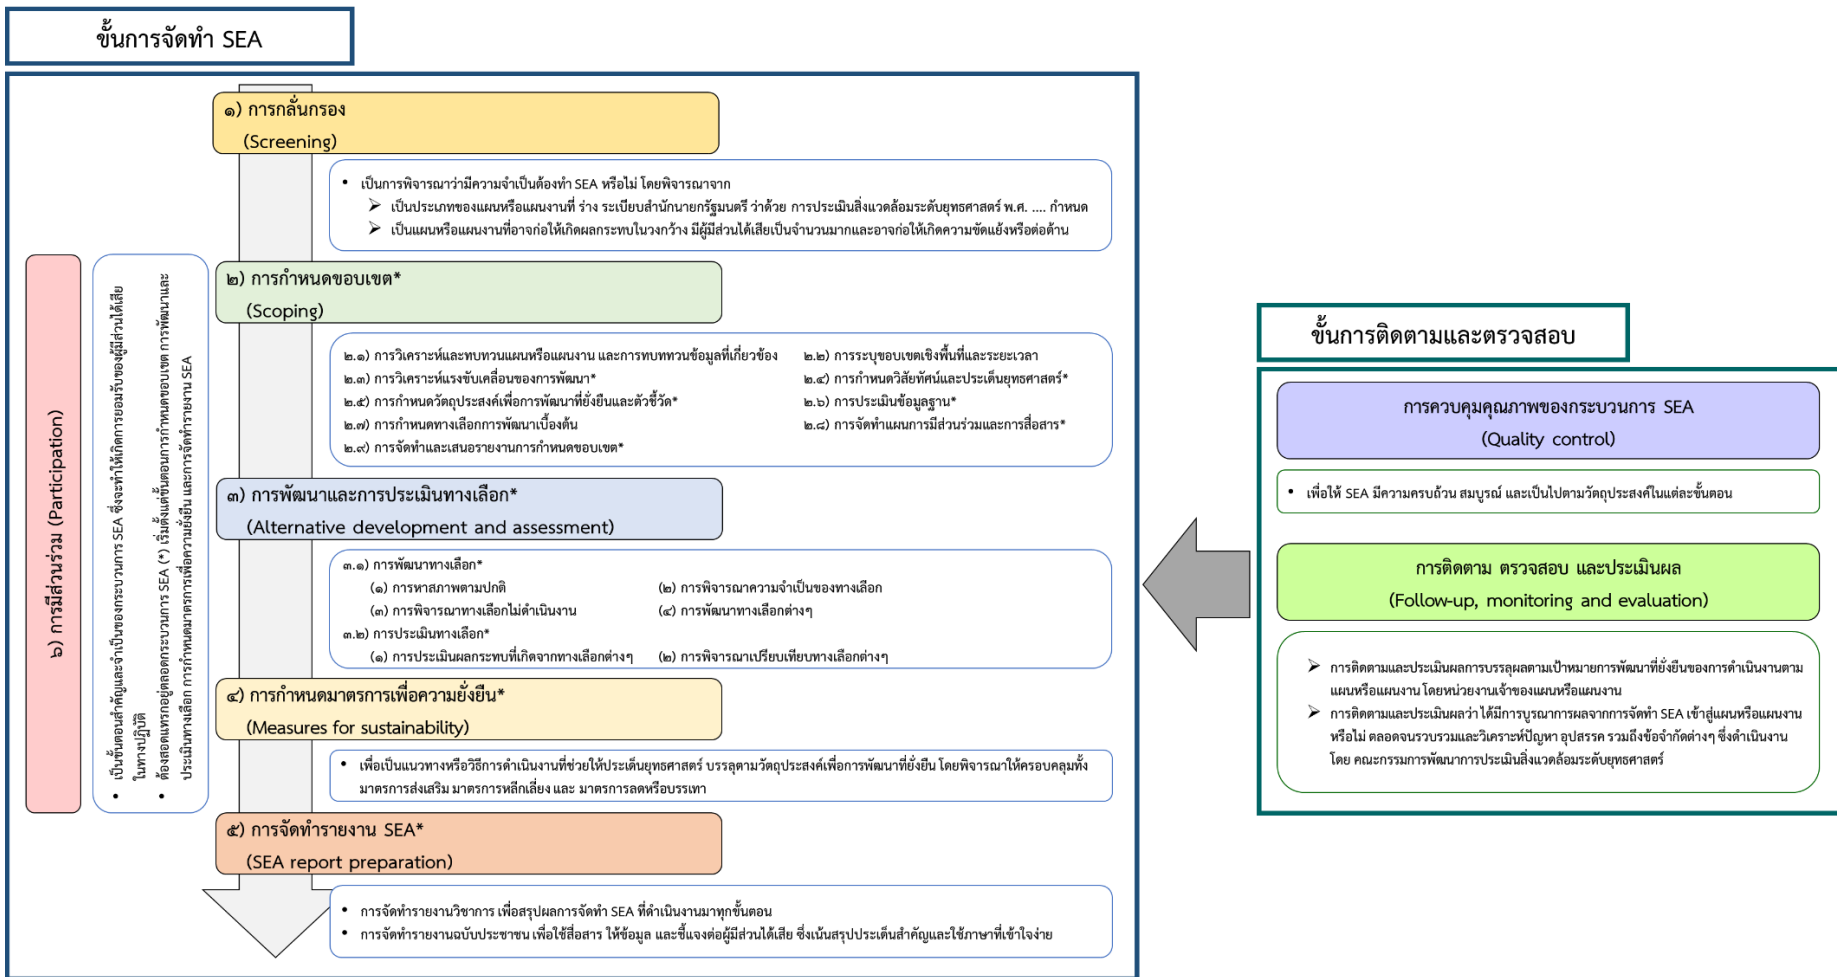 ขั้นการจัดทำ SEA
๑) การกลั่นกรอง
(Screening)
• เป็นการพิจารณาว่ามีความจำเป็นต้องทำ SEA หรือไม่ โดยพิจารณาจาก
➢ เป็นประเภทของแผนหรือแผนงานที่ ร่าง ระเบียบสำนักนายกรัฐมนตรี ว่าด้วย การประเมินสิ่งแวดล้อมระดับยุทธศาสตร์ พ.ศ. .... กำหนด
➢ เป็นแผนหรือแผนงานที่อาจก่อให้เกิดผลกระทบในวงกว้าง มีผู้มีส่วนได้เสียเป็นจำนวนมากและอาจก่อให้เกิดความขัดแย้งหรือต่อต้าน
๖) การมีส่วนร่วม (Participation)
• เป็นขั้นตอนสำคัญและจำเป็นของกระบวนการ SEA ซึ่งจะทำให้เกิดการยอมรับของผู้มีส่วนได้เสีย
ในทางปฏิบัติ
• ต้องสอดแทรกอยู่ตลอดกระบวนการ SEA (*) เริ่มตั้งแต่ขั้นตอนการกำหนดขอบเขต การพัฒนาและ
ประเมินทางเลือก การกำหนดมาตรการเพื่อความยั่งยืน และการจัดทำรายงาน SEA
๒) การกำหนดขอบเขต*
(Scoping)
๒.๑) การวิเคราะห์และทบทวนแผนหรือแผนงาน และการทบททวนข้อมูลที่เกี่ยวข้อง ๒.๒) การระบุขอบเขตเชิงพื้นที่และระยะเวลา
๒.๓) การวิเคราะห์แรงขับเคลื่อนของการพัฒนา* ๒.๔) การกำหนดวิสัยทัศน์และประเด็นยุทธศาสตร์*
๒.๕) การกำหนดวัตถุประสงค์เพื่อการพัฒนาที่ยั่งยืนและตัวชี้วัด* ๒.๖) การประเมินข้อมูลฐาน*
๒.๗) การกำหนดทางเลือกการพัฒนาเบื้องต้น ๒.๘) การจัดทำแผนการมีส่วนร่วมและการสื่อสาร*
๒.๙) การจัดทำและเสนอรายงานการกำหนดขอบเขต*
๓) การพัฒนาและการประเมินทางเลือก*
(Alternative development and assessment)
๓.๑) การพัฒนาทางเลือก*
(๑) การหาสภาพตามปกติ (๒) การพิจารณาความจำเป็นของทางเลือก
(๓) การพิจารณาทางเลือกไม่ดำเนินงาน (๔) การพัฒนาทางเลือกต่างๆ
๓.๒) การประเมินทางเลือก*
(๑) การประเมินผลกระทบที่เกิดจากทางเลือกต่างๆ (๒) การพิจารณาเปรียบเทียบทางเลือกต่างๆ
๔) การกำหนดมาตรการเพื่อความยั่งยืน*
(Measures for sustainability)
• เพื่อเป็นแนวทางหรือวิธีการดำเนินงานที่ช่วยให้ประเด็นยุทธศาสตร์ บรรลุตามวัตถุประสงค์เพื่อการพัฒนาที่ยั่งยืน โดยพิจารณาให้ครอบคลุมทั้ง
มาตรการส่งเสริม มาตรการหลีกเลี่ยง และ มาตรการลดหรือบรรเทา
๕) การจัดทำรายงาน SEA*
(SEA report preparation)
• การจัดทำรายงานวิชาการ เพื่อสรุปผลการจัดทำ SEA ที่ดำเนินงานมาทุกขั้นตอน
• การจัดทำรายงานฉบับประชาชน เพื่อใช้สื่อสาร ให้ข้อมูล และชี้แจงต่อผู้มีส่วนได้เสีย ซึ่งเน้นสรุปประเด็นสำคัญและใช้ภาษาที่เข้าใจง่าย
ขั้นการติดตามและตรวจสอบ
การควบคุมคุณภาพของกระบวนการ SEA
(Quality control)
• เพื่อให้ SEA มีความครบถ้วน สมบูรณ์ และเป็นไปตามวัตถุประสงค์ในแต่ละขั้นตอน
การติดตาม ตรวจสอบ และประเมินผล
(Follow-up, monitoring and evaluation)
➢ การติดตามและประเมินผลการบรรลุผลตามเป้าหมายการพัฒนาที่ยั่งยืนของการดำเนินงานตาม
แผนหรือแผนงาน โดยหน่วยงานเจ้าของแผนหรือแผนงาน
➢ การติดตามและประเมินผลว่า ได้มีการบูรณาการผลจากการจัดทำ SEA เข้าสู่แผนหรือแผนงาน
หรือไม่ ตลอดจนรวบรวมและวิเคราะห์ปัญหา อุปสรรค รวมถึงข้อจำกัดต่างๆ ซึ่งดำเนินงาน
โดย คณะกรรมการพัฒนาการประเมินสิ่งแวดล้อมระดับยุทธศาสตร์